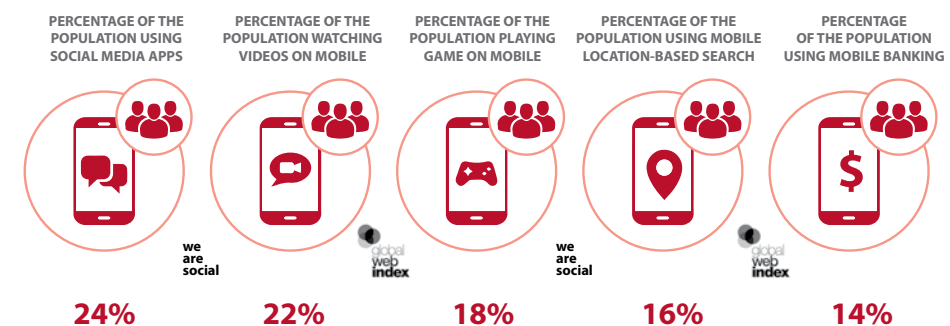 PERCENTAGE OF THE
POPULATION USING
SOCIAL MEDIA APPS
PERCENTAGE OF THE
POPULATION WATCHING
VIDEOS ON MOBILE
PERCENTAGE OF THE
POPULATION PLAYING
GAME ON MOBILE
PERCENTAGE OF THE
POPULATION USING MOBILE
LOCATION-BASED SEARCH
PERCENTAGE
OF THE POPULATION
USING MOBILE BANKING
$
we
are
social
global
web
index
we
are
social
global
web
index
24%
22%
18%
16%
14%